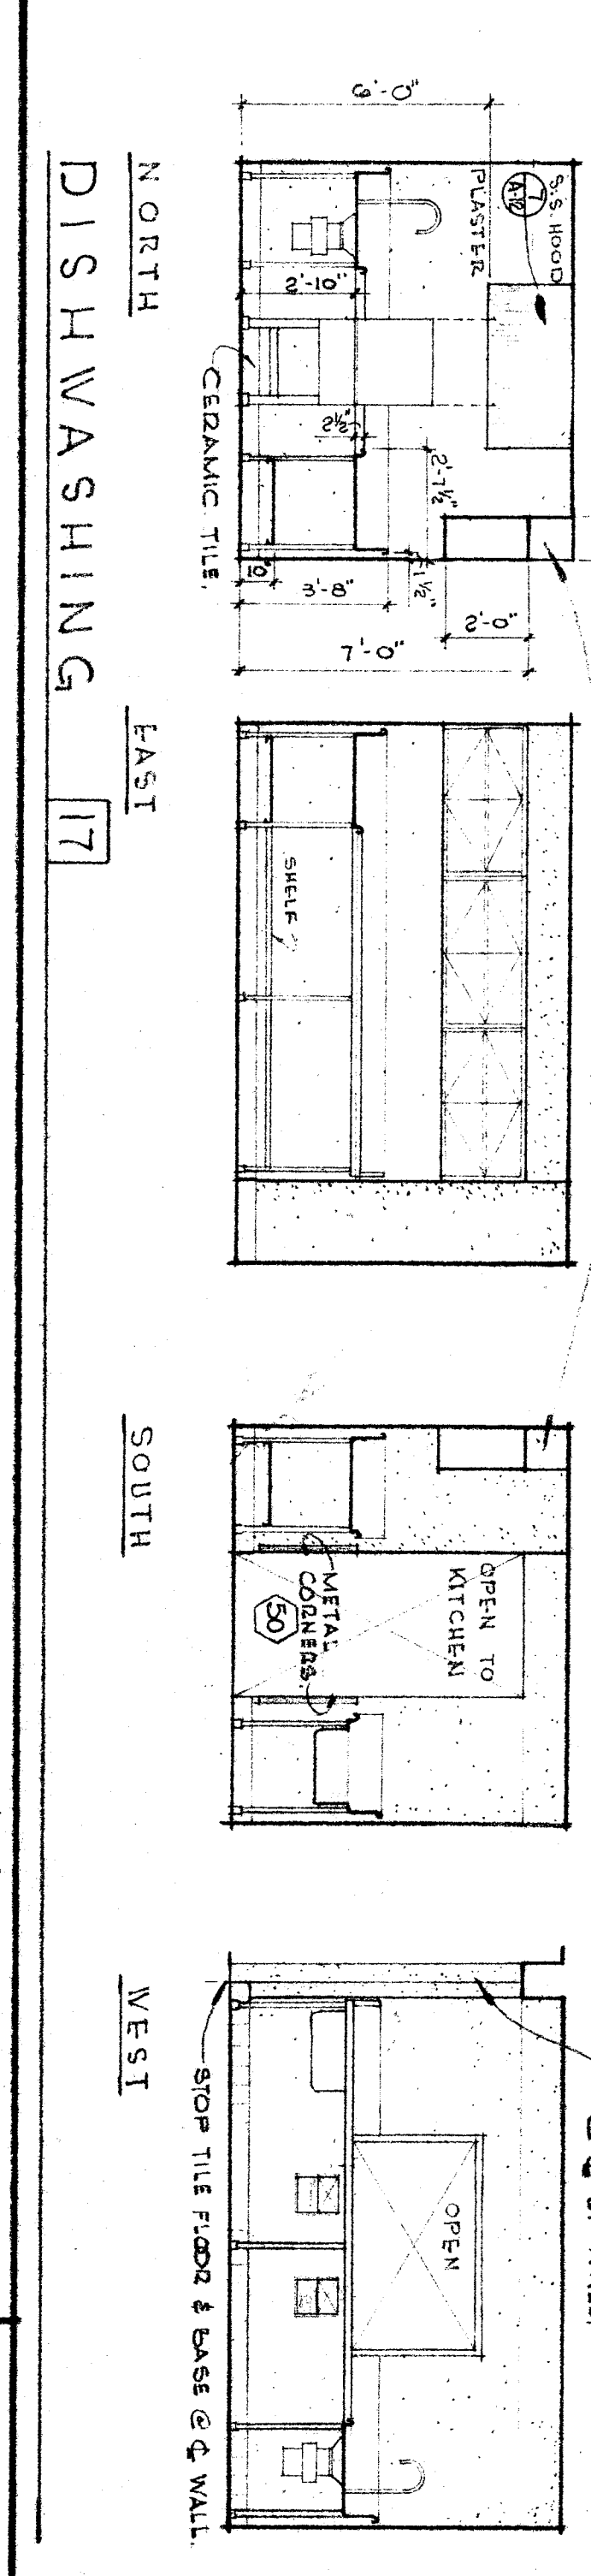 6'-0"
S.S. HOOD
7
A-12
PLASTER
2'-10"
2½"
2'-7½"
1½"
10"
3'-8"
2'-0"
7'-0"
CERAMIC TILE.
NORTH
SHELF
EAST
OPEN TO
KITCHEN
METAL
CORNERS.
50
SOUTH
OPEN
STOP TILE FLOOR & BASE @ ℄ WALL.
WEST
DISHWASHING 17